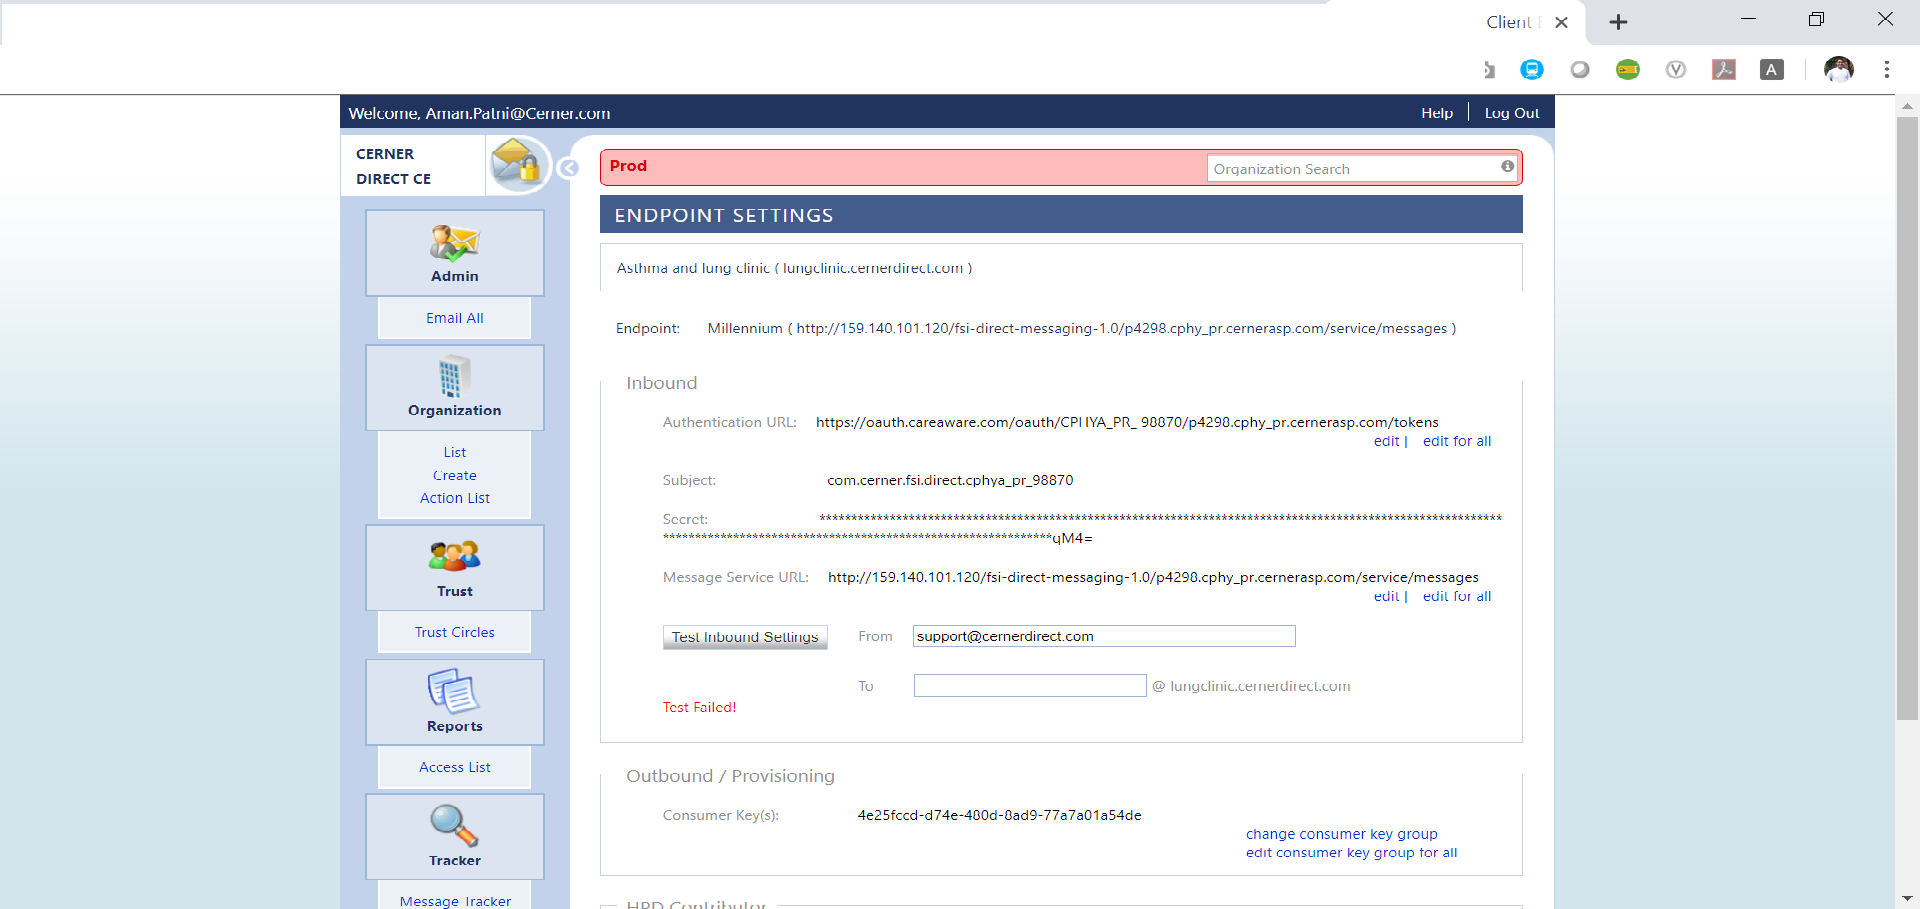 Client
A
Welcome, Aman.Patni@Cerner.com
Help
Log Out
CERNER
DIRECT CE
Prod
Organization Search
ENDPOINT SETTINGS
Admin
Asthma and lung clinic ( lungclinic.cernerdirect.com )
Email All
Endpoint: Millennium ( http://159.140.101.120/fsi-direct-messaging-1.0/p4298.cphy_pr.cernerasp.com/service/messages )
Organization
Inbound
Authentication URL: https://oauth.careaware.com/oauth/CPHYA_PR_ 98870/p4298.cphy_pr.cernerasp.com/tokens
edit | edit for all
List
Create
Action List
Subject: com.cerner.fsi.direct.cphya_pr_98870
Secret:
qM4=
Trust
Message Service URL: http://159.140.101.120/fsi-direct-messaging-1.0/p4298.cphy_pr.cernerasp.com/service/messages
edit | edit for all
Trust Circles
Test Inbound Settings From support@cernerdirect.com
To @ lungclinic.cernerdirect.com
Test Failed!
Reports
Access List
Outbound / Provisioning
Consumer Key(s): 4e25fccd-d74e-480d-8ad9-77a7a01a54de
change consumer key group
edit consumer key group for all
Tracker
Message Tracker
HPD Contributor